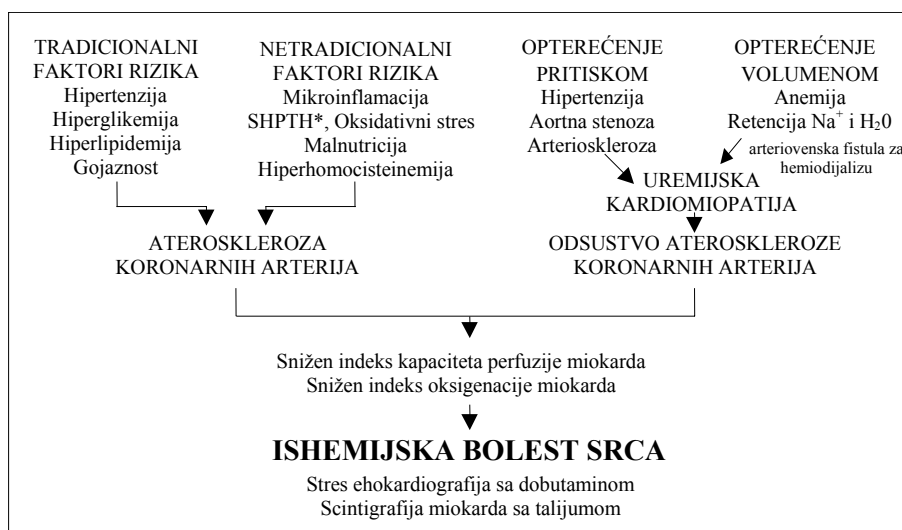 TRADICIONALNI
FAKTORI RIZIKA
Hipertenzija
Hiperglikemija
Hiperlipidemija
Gojaznost
NETRADICIONALNI
FAKTORI RIZIKA
Mikroinflamacija
SHPTH*, Oksidativni stres
Malnutricija
Hiperhomocisteinemija
OPTEREĆENJE
PRITISKOM
Hipertenzija
Aortna stenoza
Arterioskleroza
OPTEREĆENJE
VOLUMENOM
Anemija
Retencija Na⁺ i H₂0
arteriovenska fistula za
hemiodijalizu
UREMIJSKA
KARDIOMIOPATIJA
ATEROSKLEROZA
KORONARNIH ARTERIJA
ODSUSTVO ATEROSKLEROZE
KORONARNIH ARTERIJA
Snižen indeks kapaciteta perfuzije miokarda
Snižen indeks oksigenacije miokarda
ISHEMIJSKA BOLEST SRCA
Stres ehokardiografija sa dobutaminom
Scintigrafija miokarda sa talijumom